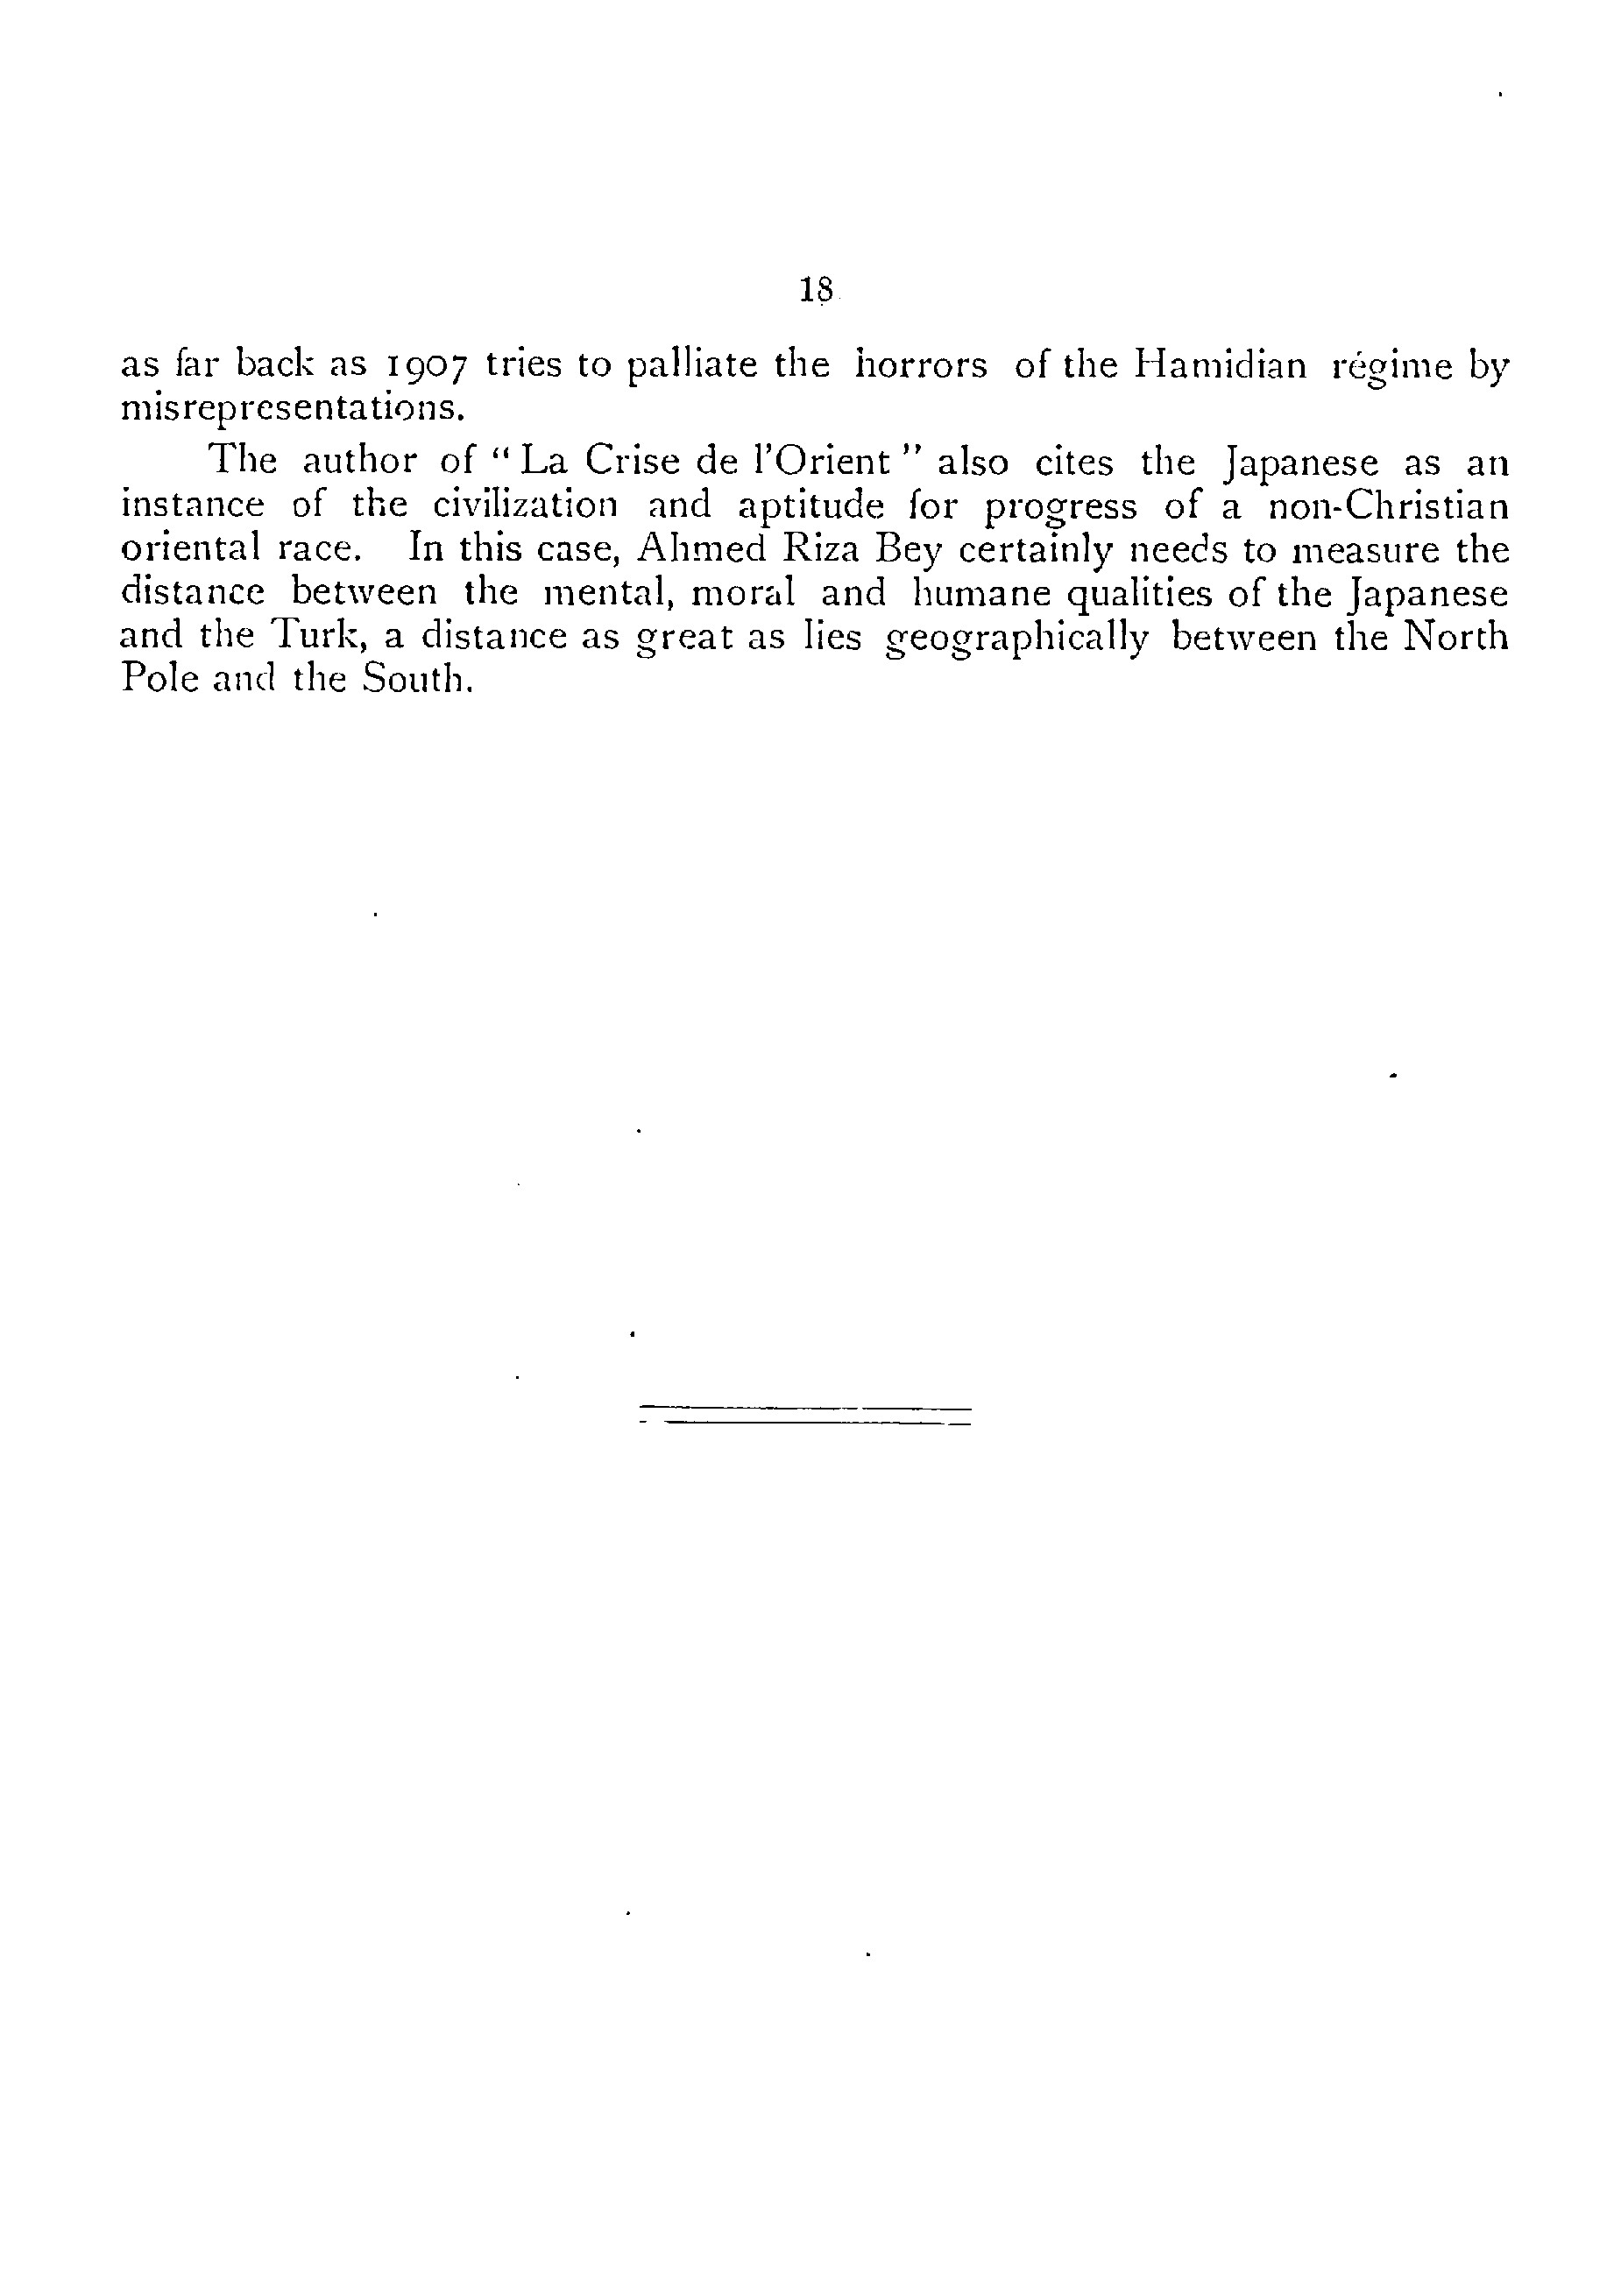 18
as far back as 1907 tries to palliate the horrors of the Hamidian régime by
misrepresentations.
The author of “ La Crise de l’Orient ” also cites the Japanese as an
instance of the civilization and aptitude for progress of a non-Christian
oriental race. In this case, Ahmed Riza Bey certainly needs to measure the
distance between the mental, moral and humane qualities of the Japanese
and the Turk, a distance as great as lies geographically between the North
Pole and the South.